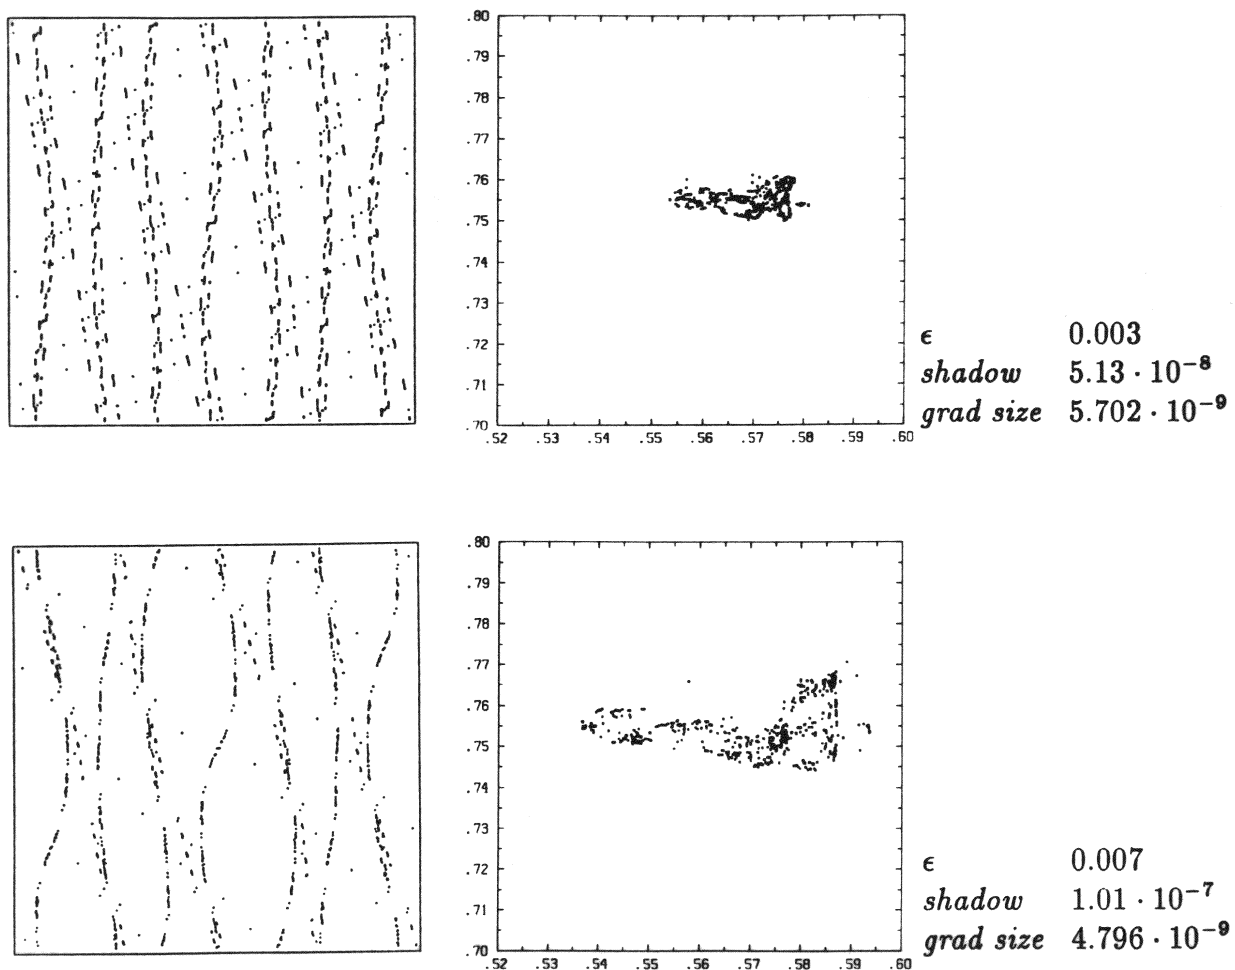 .80
.79
.78
.77
.76
.75
.74
.73
.72
.71
.70
.52 .53 .54 .55 .56 .57 .58 .59 .60
ϵ 0.003
shadow 5.13 · 10⁻⁸
grad size 5.702 · 10⁻⁹
.80
.79
.78
.77
.76
.75
.74
.73
.72
.71
.70
.52 .53 .54 .55 .56 .57 .58 .59 .60
ϵ 0.007
shadow 1.01 · 10⁻⁷
grad size 4.796 · 10⁻⁹